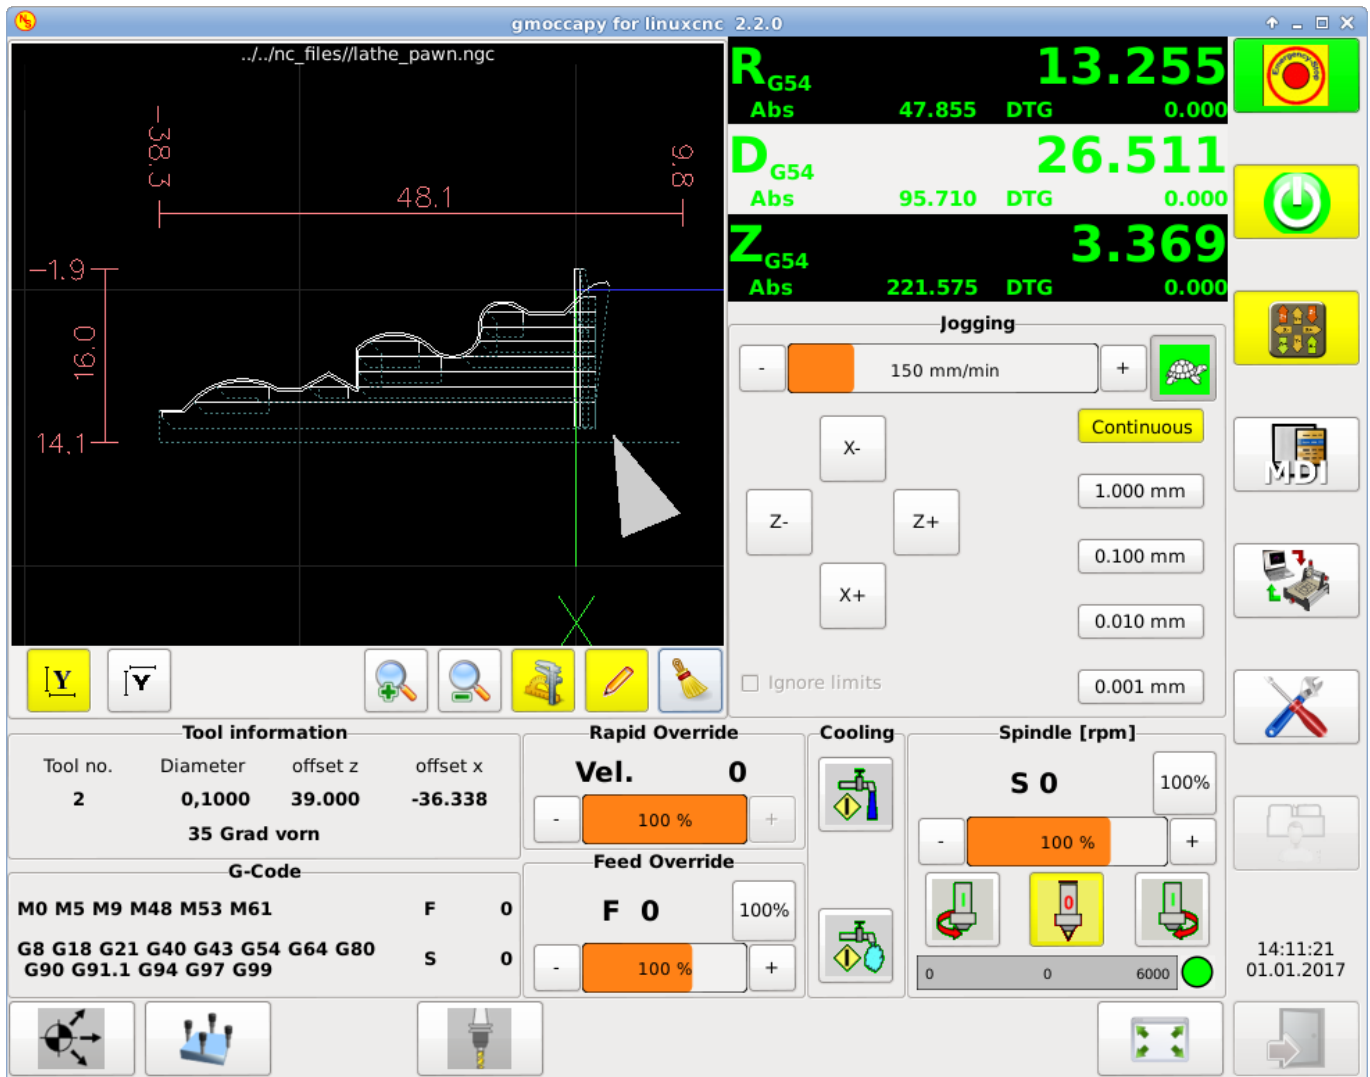 gmoccapy for linuxcnc 2.2.0
../../nc_files//lathe_pawn.ngc
-38.3
9.8
48.1
-1.9
16.0
14.1
R G54 13.255
Abs 47.855 DTG 0.000
D G54 26.511
Abs 95.710 DTG 0.000
Z G54 3.369
Abs 221.575 DTG 0.000
Emergency-Stop
Jogging
- 150 mm/min +
Continuous
X-
1.000 mm
Z- Z+
0.100 mm
X+
0.010 mm
Ignore limits
0.001 mm
MDI
Y Y
Tool information
Tool no. Diameter offset z offset x
2 0,1000 39.000 -36.338
35 Grad vorn
G-Code
M0 M5 M9 M48 M53 M61 F 0
G8 G18 G21 G40 G43 G54 G64 G80 S 0
G90 G91.1 G94 G97 G99
Rapid Override
Vel. 0
- 100 % +
Feed Override
F 0 100%
- 100 % +
Cooling
Spindle [rpm]
S 0 100%
- 100 % +
I 0 I
0 0 6000
14:11:21
01.01.2017